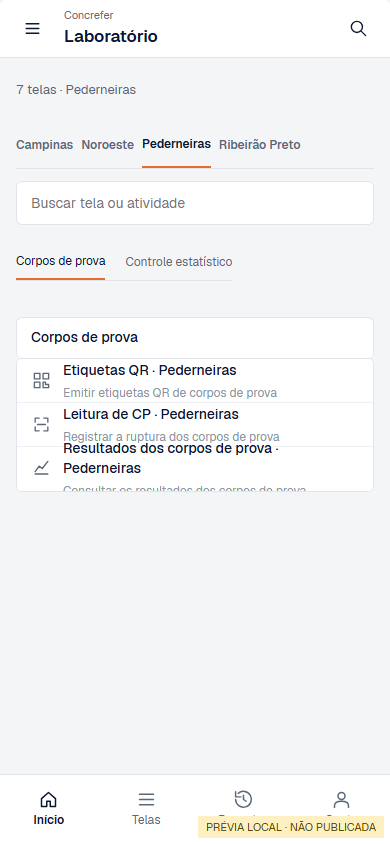 Concrefer
Laboratório
7 telas · Pederneiras
Campinas Noroeste Pederneiras Ribeirão Preto
Buscar tela ou atividade
Corpos de prova Controle estatístico
Corpos de prova
Etiquetas QR · Pederneiras
Emitir etiquetas QR de corpos de prova
Leitura de CP · Pederneiras
Registrar a ruptura dos corpos de prova
Resultados dos corpos de prova ·
Pederneiras
Consultar os resultados dos corpos de prova
Início Telas
PRÉVIA LOCAL · NÃO PUBLICADA